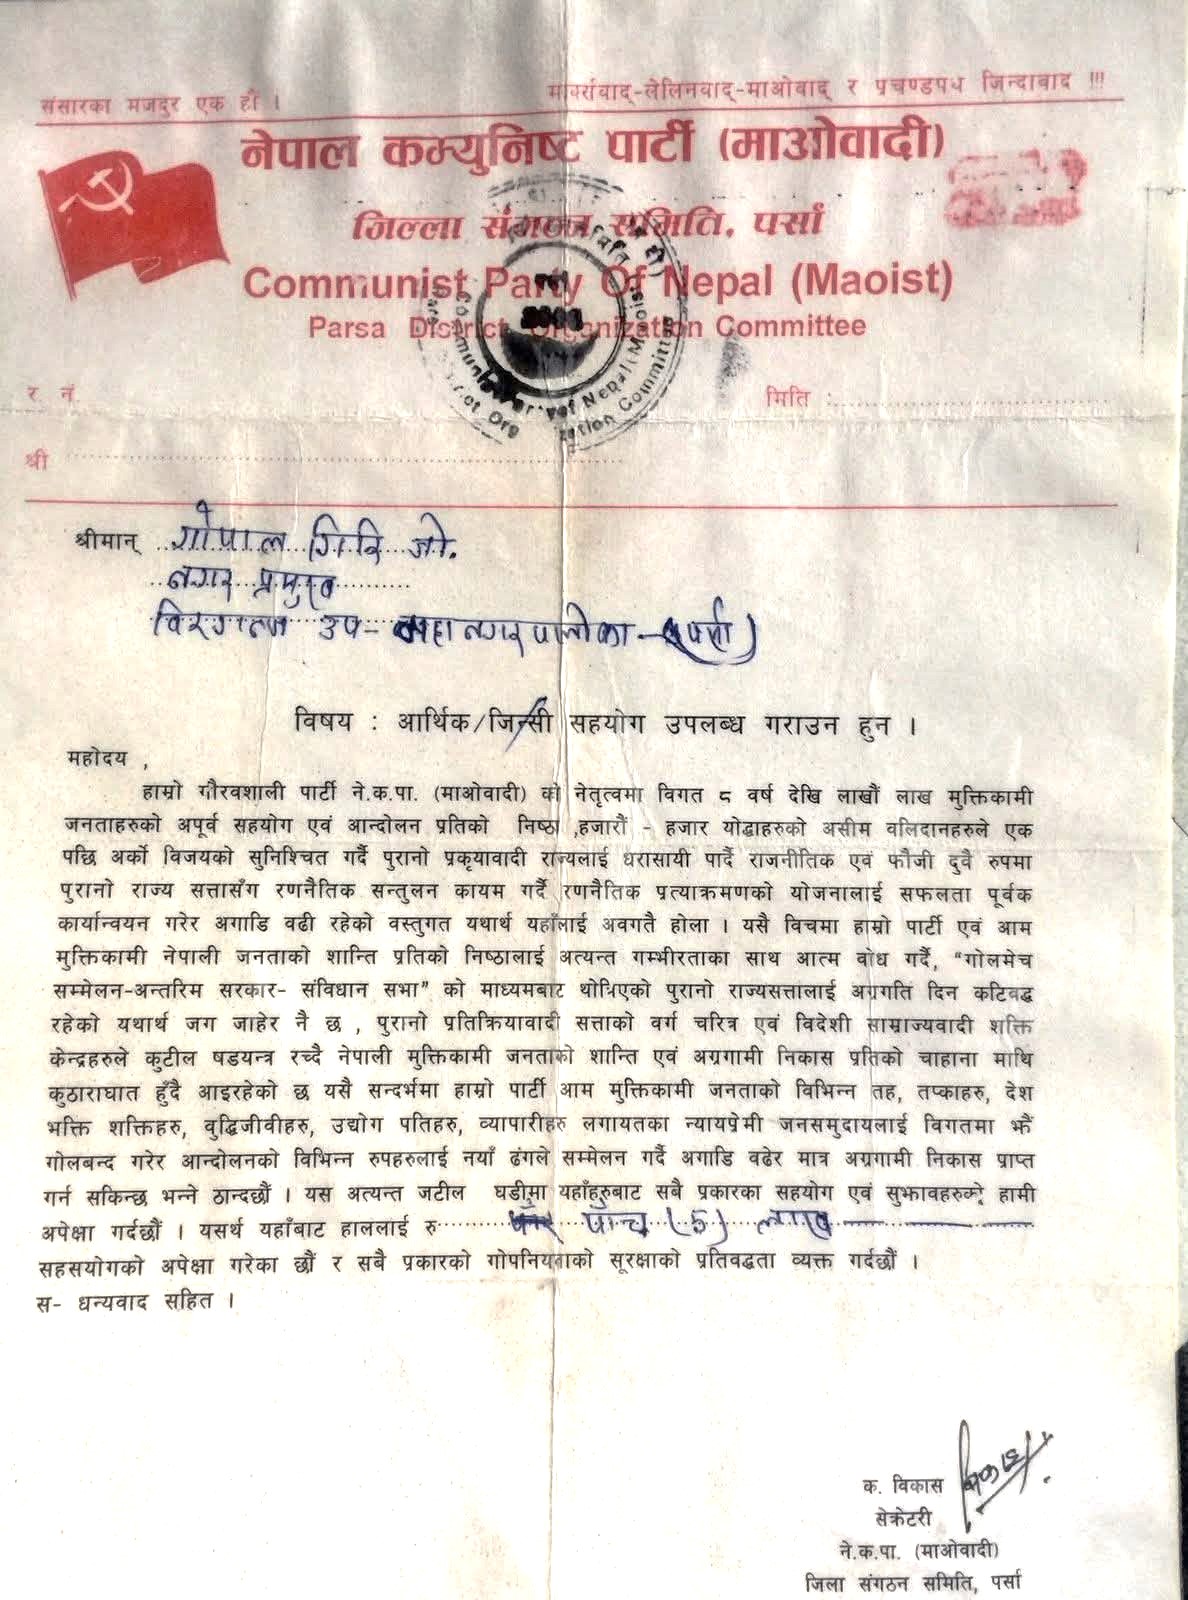 संसारका मजदुर एक हौं ।
मार्क्सवाद-लेलिनवाद-माओवाद् र प्रचण्डपथ जिन्दावाद !!!
नेपाल कम्युनिष्ट पार्टी (माओवादी)
जिल्ला संगठन समिति, पर्सा
Communist Party Of Nepal (Maoist)
Parsa District Organization Committee
र नं.
मिति :
श्री
श्रीमान् गोपाल गिरि जी.
नगर प्रमुख
विरगञ्ज उप-महानगरपालीका-(पर्सा)
विषय : आर्थिक/जिन्सी सहयोग उपलब्ध गराउन हुन ।
महोदय ,
हाम्रो गौरवशाली पार्टी ने.क.पा. (माओवादी) को नेतृत्वमा विगत ८ वर्ष देखि लाखौं लाख मुक्तिकामी
जनताहरुको अपूर्व सहयोग एवं आन्दोलन प्रतिको निष्ठा ,हजारौं - हजार योद्धाहरुको असीम वलिदानहरुले एक
पछि अर्को विजयको सुनिश्चित गर्दै पुरानो प्रकृयावादी राज्यलाई धरासायी पार्दै राजनीतिक एवं फौजी दुवै रुपमा
पुरानो राज्य सत्तासँग रणनैतिक सन्तुलन कायम गर्दै रणनैतिक प्रत्याक्रमणको योजनालाई सफलता पूर्वक
कार्यान्वयन गरेर अगाडि वढी रहेको वस्तुगत यथार्थ यहाँलाई अवगतै होला । यसै विचमा हाम्रो पार्टी एवं आम
मुक्तिकामी नेपाली जनताको शान्ति प्रतिको निष्ठालाई अत्यन्त गम्भीरताका साथ आत्म वोध गर्दै, "गोलमेच
सम्मेलन-अन्तरिम सरकार- संविधान सभा" को माध्यमबाट थोत्रिएको पुरानो राज्यसत्तालाई अग्रगति दिन कटिवद्ध
रहेको यथार्थ जग जाहेर नै छ , पुरानो प्रतिक्रियावादी सत्ताको वर्ग चरित्र एवं विदेशी साम्राज्यवादी शक्ति
केन्द्रहरुले कुटील षडयन्त्र रच्दै नेपाली मुक्तिकामी जनताको शान्ति एवं अग्रगामी निकास प्रतिको चाहाना माथि
कुठाराघात हुँदै आइरहेको छ यसै सन्दर्भमा हाम्रो पार्टी आम मुक्तिकामी जनताको विभिन्न तह, तप्काहरु, देश
भक्ति शक्तिहरु, वुद्धिजीवीहरु, उद्योग पतिहरु, व्यापारीहरु लगायतका न्यायप्रेमी जनसमुदायलाई विगतमा झैं
गोलबन्द गरेर आन्दोलनको विभिन्न रुपहरुलाई नयाँ ढंगले सम्मेलन गर्दै अगाडि वढेर मात्र अग्रगामी निकास प्राप्त
गर्न सकिन्छ भन्ने ठान्दछौं । यस अत्यन्त जटील घडीमा यहाँहरुबाट सबै प्रकारका सहयोग एवं सुझावहरुको हामी
अपेक्षा गर्दछौं । यसर्थ यहाँबाट हाललाई रु पाँच (5) लाख
सहसयोगको अपेक्षा गरेका छौं र सबै प्रकारको गोपनियताको सूरक्षाको प्रतिवद्धता व्यक्त गर्दछौं ।
स- धन्यवाद सहित ।
क. विकास
सेक्रेटरी
ने.क.पा. (माओवादी)
जिला संगठन समिति, पर्सा